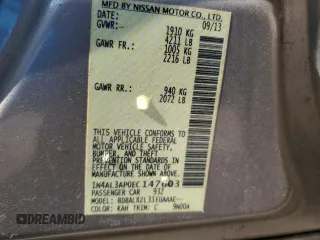 MFD BY NISSAN MOTOR CO., LTD.
DATE: 09/13
GVWR: 1910 KG
4211 LB
GAWR FR: 1005 KG
2216 LB
GAWR RR: 940 KG
2072 LB
THIS VEHICLE CONFORMS TO
ALL APPLICABLE FEDERAL
MOTOR VEHICLE SAFETY,
BUMPER, AND THEFT
PREVENTION STANDARDS
IN EFFECT ON THE DATE OF
MANUFACTURE SHOWN ABOVE.
1N4AL3AP0EC147603
PASSENGER CAR 932
MODEL:
COLOR: KAH TRIM: C